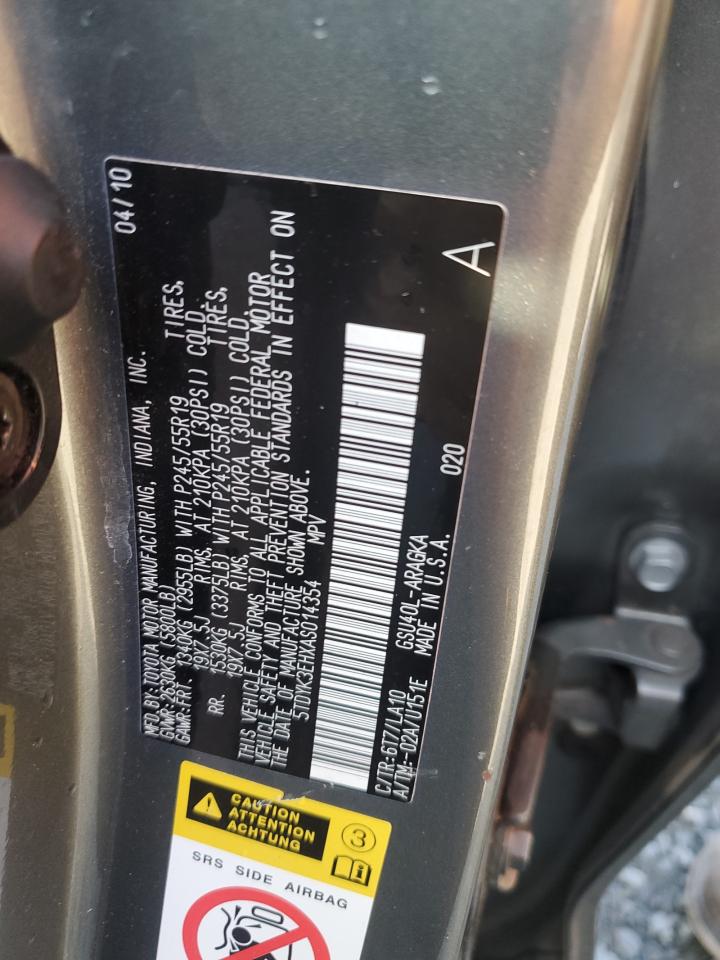 MFD.BY:TOYOTA MOTOR MANUFACTURING, INDIANA, INC. 04/10
GVWR:2630KG (5800LB)
GAWR:FRT. 1340KG (2955LB) WITH P245/55R19 TIRES,
19X7.5J RIMS, AT 210KPA (30PSI) COLD.
RR. 1530KG (3375LB) WITH P245/55R19 TIRES,
19X7.5J RIMS, AT 210KPA (30PSI) COLD.
THIS VEHICLE CONFORMS TO ALL APPLICABLE FEDERAL MOTOR
VEHICLE SAFETY AND THEFT PREVENTION STANDARDS IN EFFECT ON
THE DATE OF MANUFACTURE SHOWN ABOVE.
5TDYK3EHXAS014354 MPV
C/TR:6T7/LA10 GSU40L-ARAGKA 020 A
A/TM:-02A/U151E MADE IN U.S.A.
CAUTION
ATTENTION
ACHTUNG
3
SRS SIDE AIRBAG